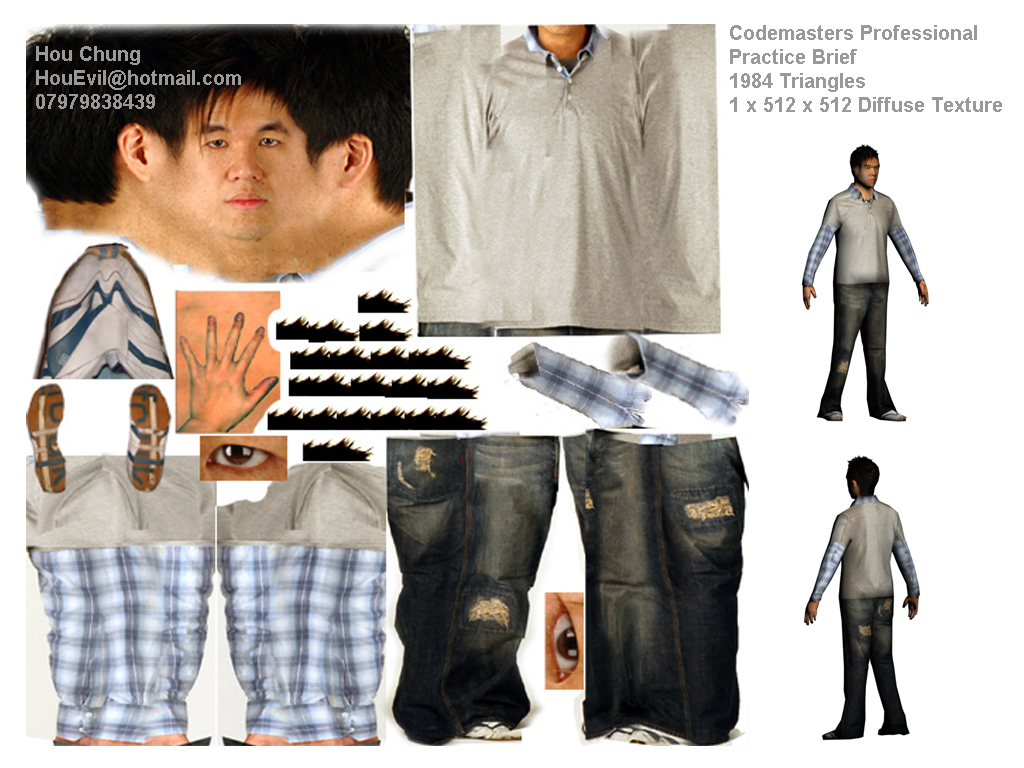 Hou Chung
HouEvil@hotmail.com
07979838439
Codemasters Professional
Practice Brief
1984 Triangles
1 x 512 x 512 Diffuse Texture